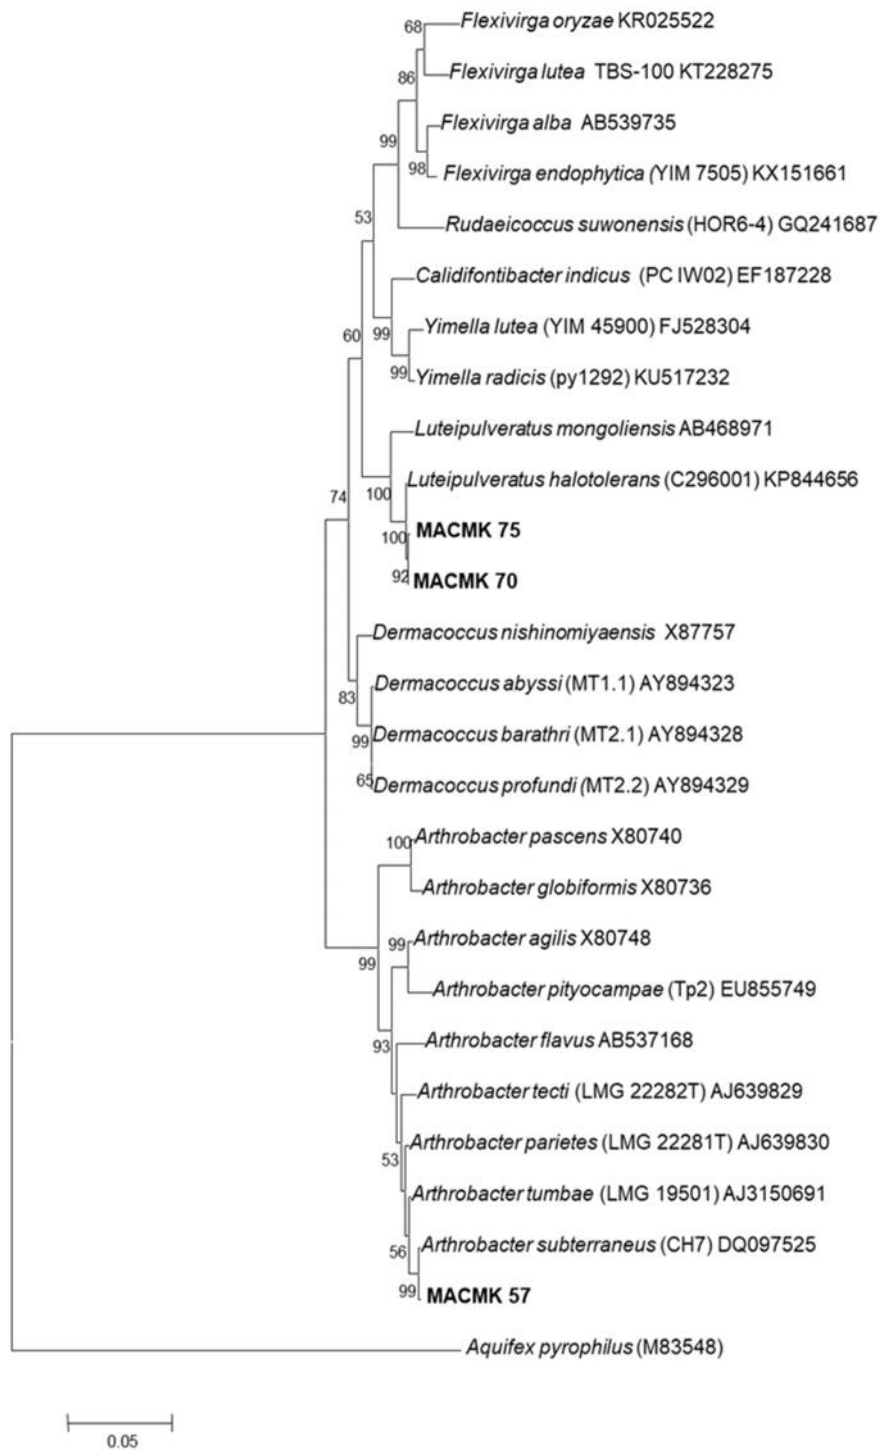 68 Flexivirga oryzae KR025522
Flexivirga lutea TBS-100 KT228275
86
Flexivirga alba AB539735
99
98 Flexivirga endophytica (YIM 7505) KX151661
53
Rudaeicoccus suwonensis (HOR6-4) GQ241687
Calidifontibacter indicus (PC IW02) EF187228
60
99
Yimella lutea (YIM 45900) FJ528304
99 Yimella radicis (py1292) KU517232
Luteipulveratus mongoliensis AB468971
Luteipulveratus halotolerans (C296001) KP844656
74
100
100 MACMK 75
92 MACMK 70
Dermacoccus nishinomiyaensis X87757
Dermacoccus abyssi (MT1.1) AY894323
83
99 Dermacoccus barathri (MT2.1) AY894328
65 Dermacoccus profundi (MT2.2) AY894329
100 Arthrobacter pascens X80740
Arthrobacter globiformis X80736
99 Arthrobacter agilis X80748
99
Arthrobacter pityocampae (Tp2) EU855749
93
Arthrobacter flavus AB537168
Arthrobacter tecti (LMG 22282T) AJ639829
Arthrobacter parietes (LMG 22281T) AJ639830
53
Arthrobacter tumbae (LMG 19501) AJ3150691
56 Arthrobacter subterraneus (CH7) DQ097525
99 MACMK 57
Aquifex pyrophilus (M83548)
0.05